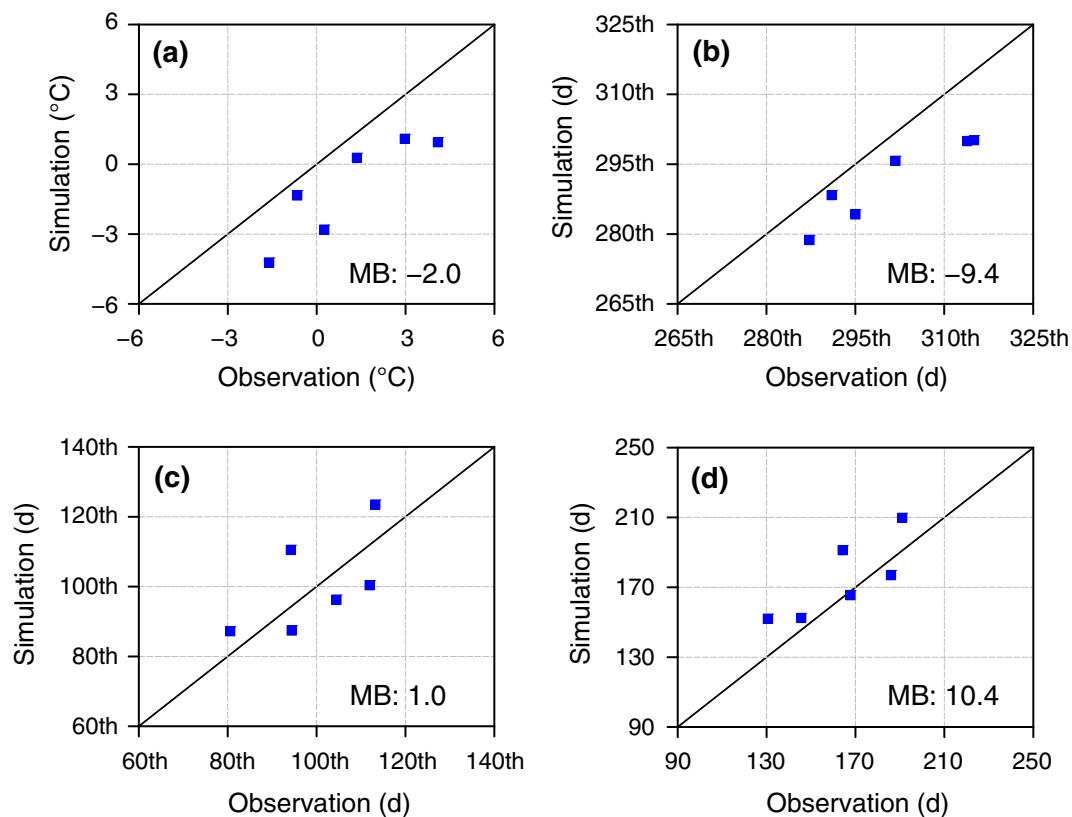 (a)
6
3
0
−3
−6
Simulation (°C)
MB: −2.0
−6 −3 0 3 6
Observation (°C)
(b)
325th
310th
295th
280th
265th
Simulation (d)
MB: −9.4
265th 280th 295th 310th 325th
Observation (d)
(c)
140th
120th
100th
80th
60th
Simulation (d)
MB: 1.0
60th 80th 100th 120th 140th
Observation (d)
(d)
250
210
170
130
90
Simulation (d)
MB: 10.4
90 130 170 210 250
Observation (d)